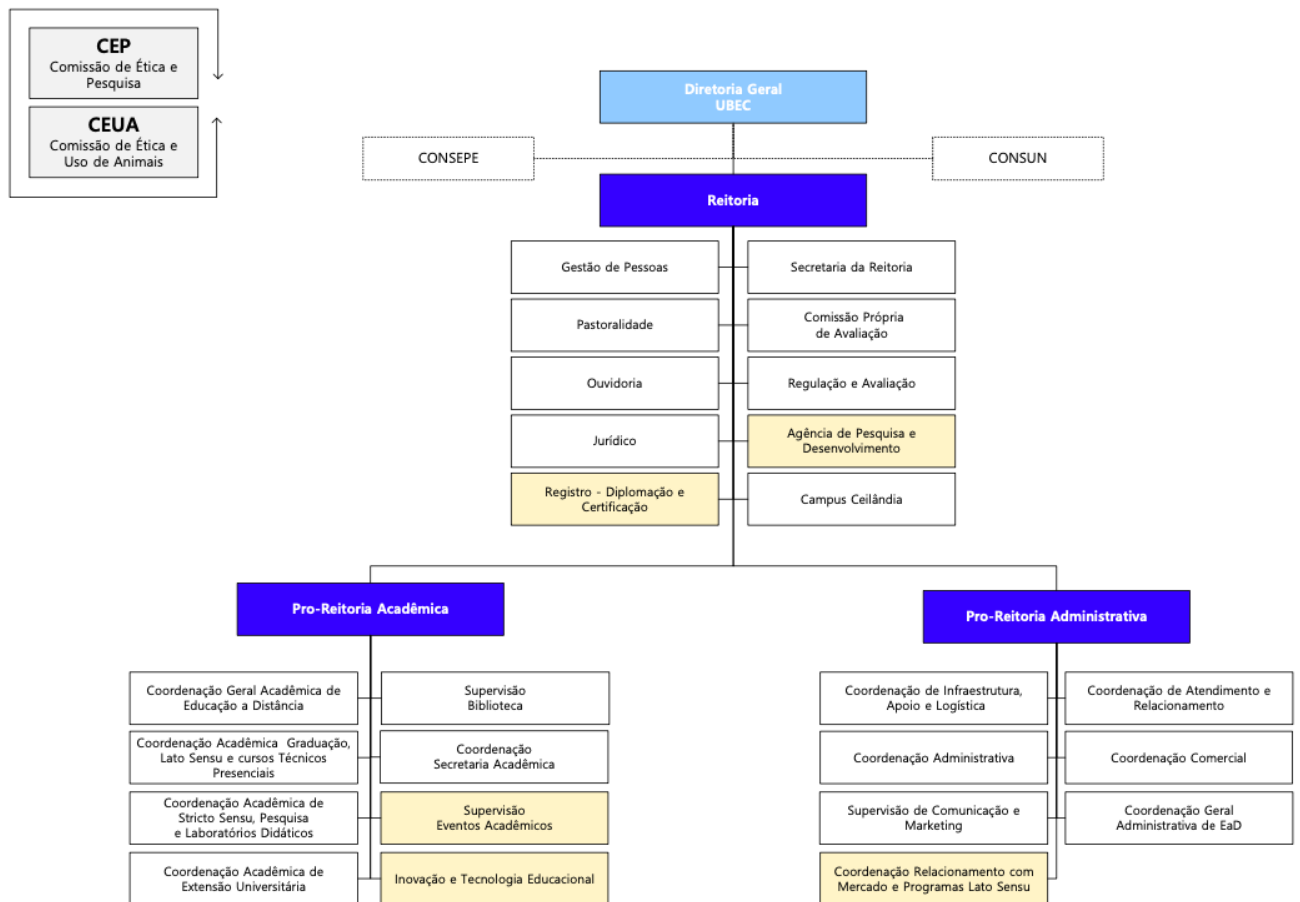 CEP
Comissão de Ética e
Pesquisa
CEUA
Comissão de Ética e
Uso de Animais
Diretoria Geral
UBEC
CONSEPE
CONSUN
Reitoria
Gestão de Pessoas
Secretaria da Reitoria
Pastoralidade
Comissão Própria
de Avaliação
Ouvidoria
Regulação e Avaliação
Jurídico
Agência de Pesquisa e
Desenvolvimento
Registro - Diplomação e
Certificação
Campus Ceilândia
Pro-Reitoria Acadêmica
Pro-Reitoria Administrativa
Coordenação Geral Acadêmica de
Educação a Distância
Supervisão
Biblioteca
Coordenação Acadêmica Graduação,
Lato Sensu e cursos Técnicos
Presenciais
Coordenação
Secretaria Acadêmica
Coordenação Acadêmica de
Stricto Sensu, Pesquisa
e Laboratórios Didáticos
Supervisão
Eventos Acadêmicos
Coordenação Acadêmica de
Extensão Universitária
Inovação e Tecnologia Educacional
Coordenação de Infraestrutura,
Apoio e Logística
Coordenação de Atendimento e
Relacionamento
Coordenação Administrativa
Coordenação Comercial
Supervisão de Comunicação e
Marketing
Coordenação Geral
Administrativa de EaD
Coordenação Relacionamento com
Mercado e Programas Lato Sensu